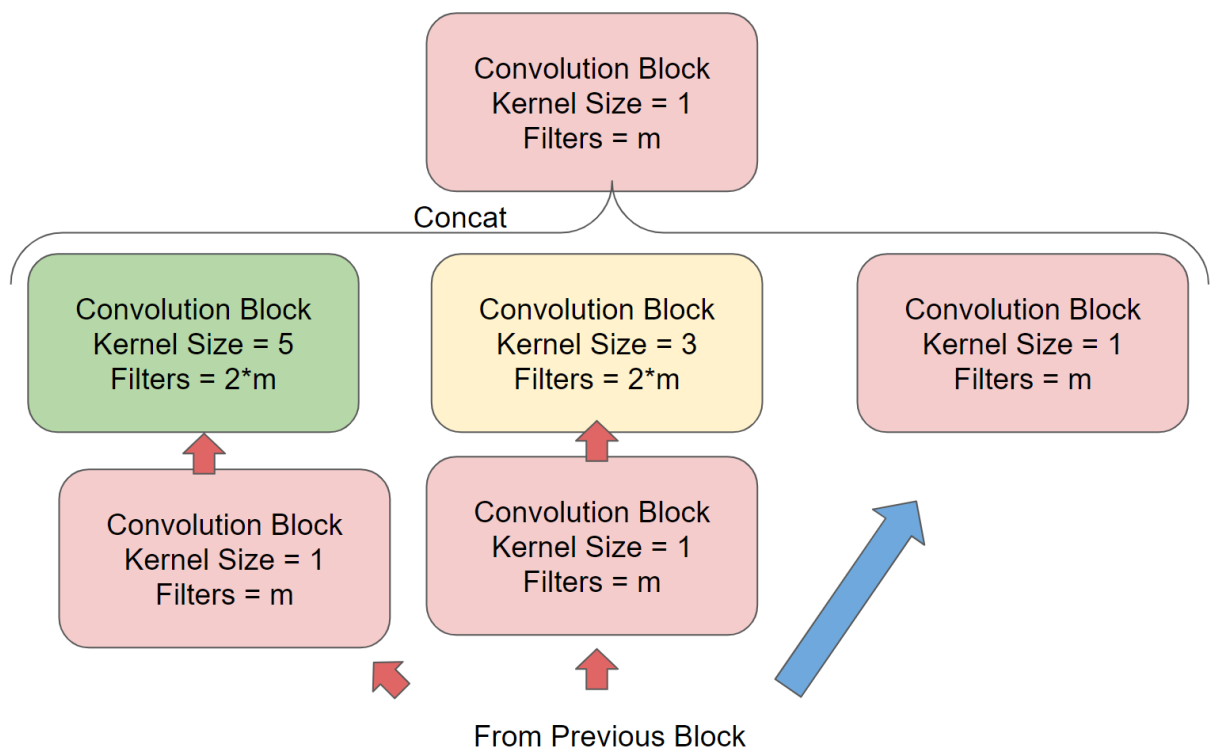 Convolution Block
Kernel Size = 1
Filters = m
Concat
Convolution Block
Kernel Size = 5
Filters = 2*m
Convolution Block
Kernel Size = 3
Filters = 2*m
Convolution Block
Kernel Size = 1
Filters = m
Convolution Block
Kernel Size = 1
Filters = m
Convolution Block
Kernel Size = 1
Filters = m
From Previous Block